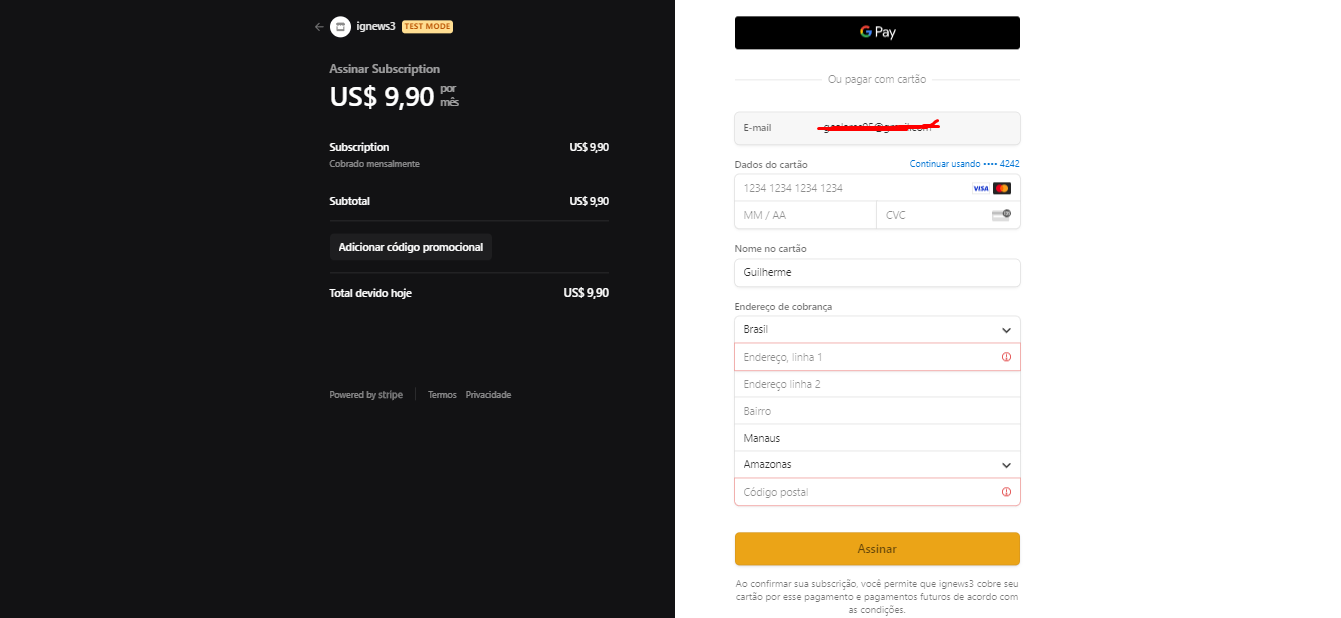 ignews3 TEST MODE
Assinar Subscription
US$ 9,90 por mês
Subscription US$ 9,90
Cobrado mensalmente
Subtotal US$ 9,90
Adicionar código promocional
Total devido hoje US$ 9,90
Powered by stripe Termos Privacidade
G Pay
Ou pagar com cartão
E-mail
Dados do cartão Continuar usando •••• 4242
1234 1234 1234 1234 VISA
MM / AA CVC
Nome no cartão
Guilherme
Endereço de cobrança
Brasil
Endereço, linha 1
Endereço linha 2
Bairro
Manaus
Amazonas
Código postal
Assinar
Ao confirmar sua subscrição, você permite que ignews3 cobre seu
cartão por esse pagamento e pagamentos futuros de acordo com
as condições.